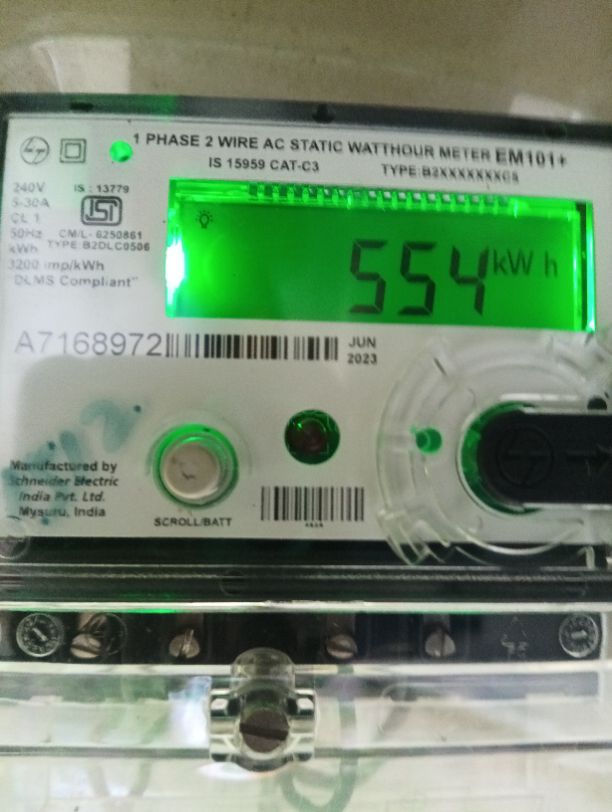 1 PHASE 2 WIRE AC STATIC WATTHOUR METER EM101+
IS 15959 CAT-C3 TYPE:B2XXXXXXXCS
240V IS : 13779
5-30A
CL 1
ISI
50Hz CM/L- 6250861
kWh TYPE B2DLC0506
3200 imp/kWh
"DLMS Compliant"
554 kW h
A7168972
JUN
2023
Manufactured by
Schneider Electric
India Pvt. Ltd.
Mysuru, India
SCROLL/BATT